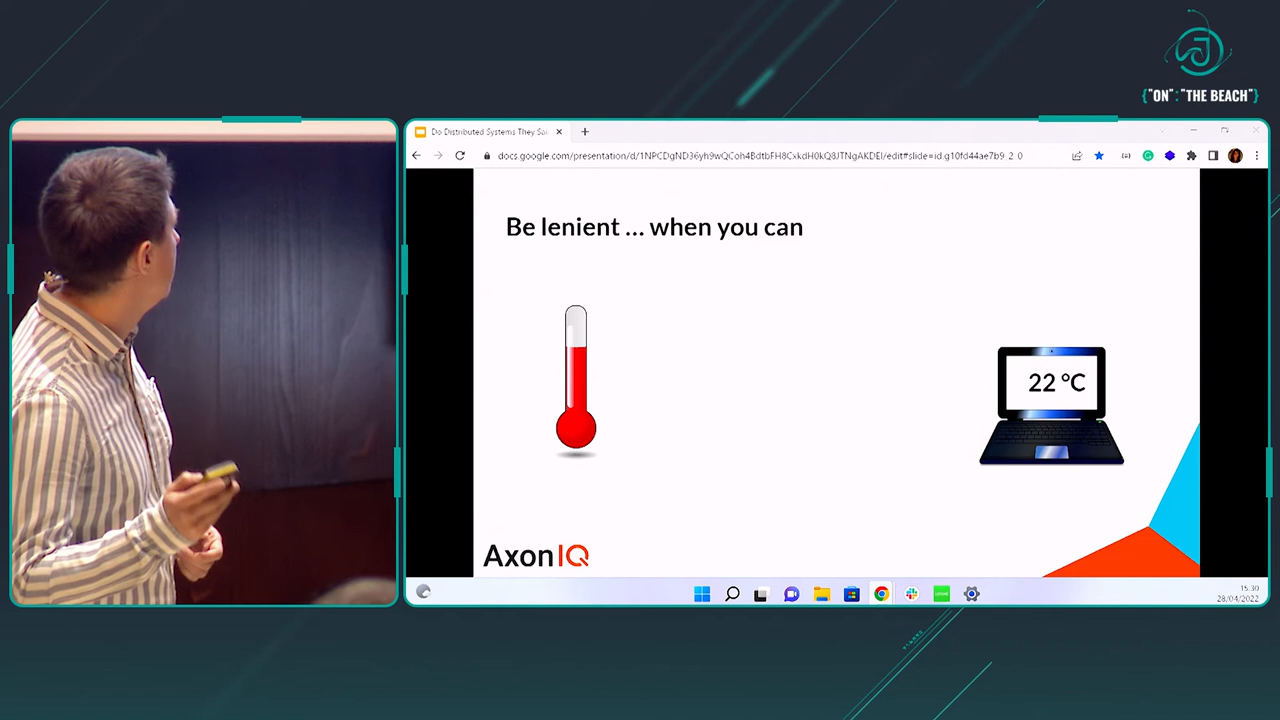 {"ON":"THE BEACH"}
Do Distributed Systems They Sai
docs.google.com/presentation/d/1NPCDgND36yh9wQCoh4BdtbFH8CxkdH0kQ8JTNgAKDEI/edit#slide=id.g10fd44ae7b9_2_0
Be lenient ... when you can
22 °C
AxonIQ
15:30
28/04/2022